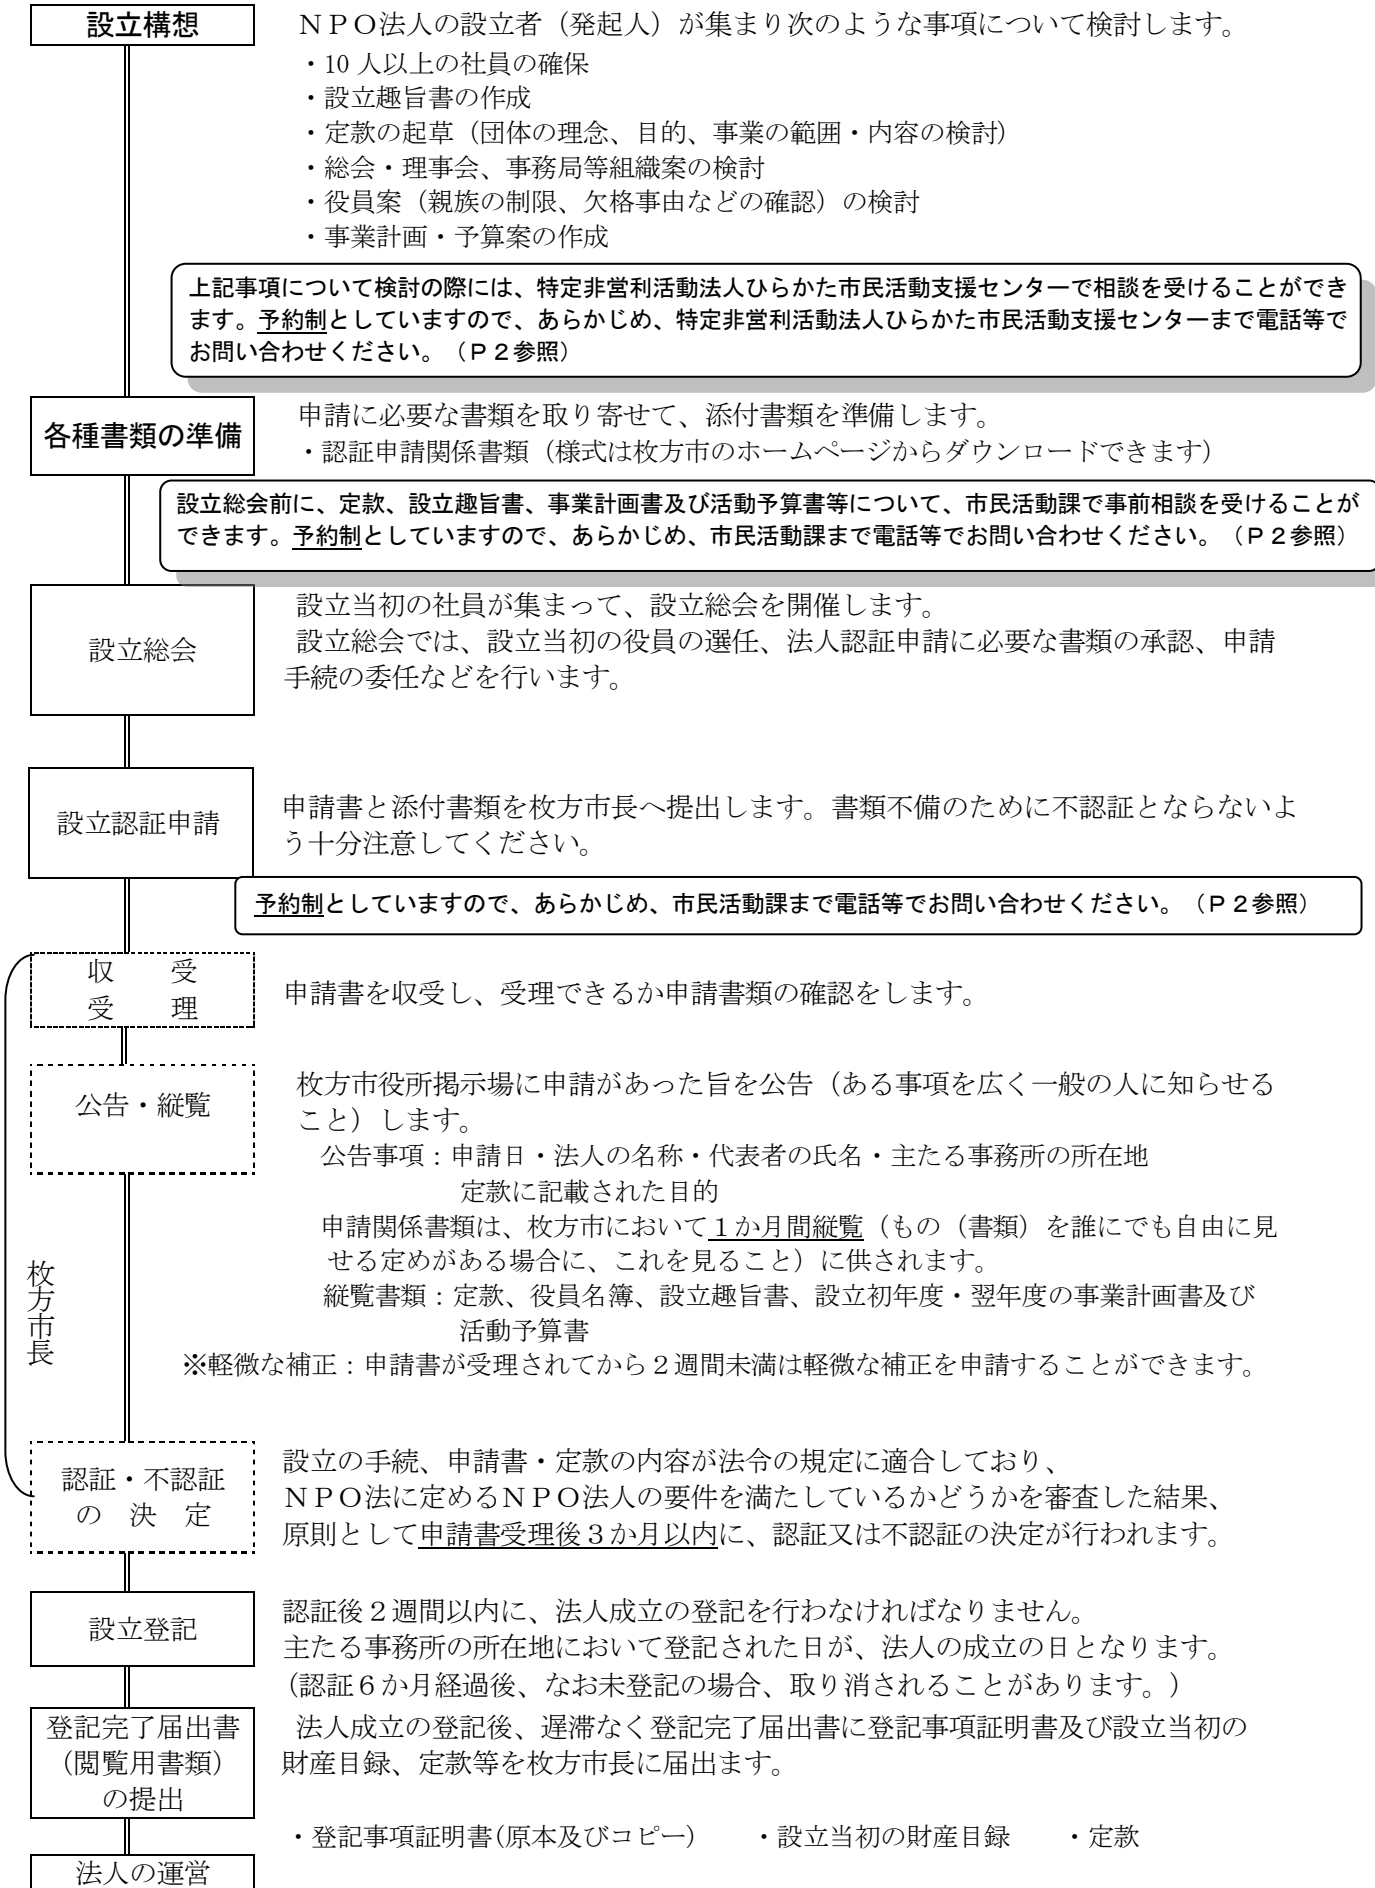 設立構想
ＮＰＯ法人の設立者（発起人）が集まり次のような事項について検討します。
・10 人以上の社員の確保
・設立趣旨書の作成
・定款の起草（団体の理念、目的、事業の範囲・内容の検討）
・総会・理事会、事務局等組織案の検討
・役員案（親族の制限、欠格事由などの確認）の検討
・事業計画・予算案の作成
上記事項について検討の際には、特定非営利活動法人ひらかた市民活動支援センターで相談を受けることができ
ます。予約制としていますので、あらかじめ、特定非営利活動法人ひらかた市民活動支援センターまで電話等で
お問い合わせください。（Ｐ２参照）
各種書類の準備
申請に必要な書類を取り寄せて、添付書類を準備します。
・認証申請関係書類（様式は枚方市のホームページからダウンロードできます）
設立総会前に、定款、設立趣旨書、事業計画書及び活動予算書等について、市民活動課で事前相談を受けることが
できます。予約制としていますので、あらかじめ、市民活動課まで電話等でお問い合わせください。（Ｐ２参照）
設立総会
設立当初の社員が集まって、設立総会を開催します。
設立総会では、設立当初の役員の選任、法人認証申請に必要な書類の承認、申請
手続の委任などを行います。
設立認証申請
申請書と添付書類を枚方市長へ提出します。書類不備のために不認証とならないよ
う十分注意してください。
予約制としていますので、あらかじめ、市民活動課まで電話等でお問い合わせください。（Ｐ２参照）
収　　受
受　　理
申請書を収受し、受理できるか申請書類の確認をします。
公告・縦覧
枚方市役所掲示場に申請があった旨を公告（ある事項を広く一般の人に知らせる
こと）します。
公告事項：申請日・法人の名称・代表者の氏名・主たる事務所の所在地
定款に記載された目的
申請関係書類は、枚方市において１か月間縦覧（もの（書類）を誰にでも自由に見
せる定めがある場合に、これを見ること）に供されます。
縦覧書類：定款、役員名簿、設立趣旨書、設立初年度・翌年度の事業計画書及び
活動予算書
※軽微な補正：申請書が受理されてから２週間未満は軽微な補正を申請することができます。
枚方市長
認証・不認証
の　決　定
設立の手続、申請書・定款の内容が法令の規定に適合しており、
ＮＰＯ法に定めるＮＰＯ法人の要件を満たしているかどうかを審査した結果、
原則として申請書受理後３か月以内に、認証又は不認証の決定が行われます。
設立登記
認証後２週間以内に、法人成立の登記を行わなければなりません。
主たる事務所の所在地において登記された日が、法人の成立の日となります。
（認証６か月経過後、なお未登記の場合、取り消されることがあります。）
登記完了届出書
（閲覧用書類）
の提出
法人成立の登記後、遅滞なく登記完了届出書に登記事項証明書及び設立当初の
財産目録、定款等を枚方市長に届出ます。
・登記事項証明書(原本及びコピー)　　・設立当初の財産目録　　・定款
法人の運営